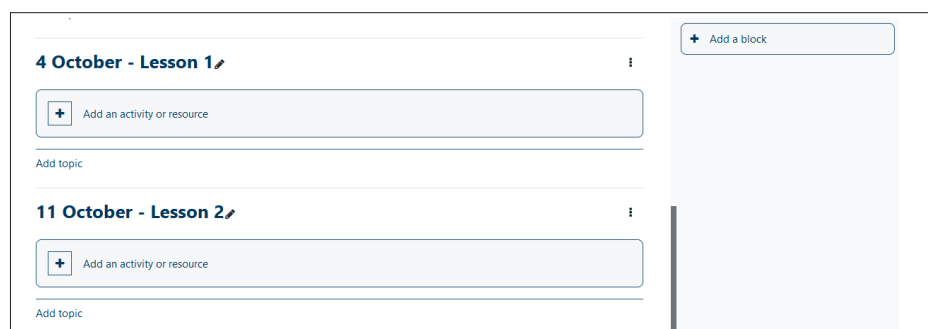 4 October - Lesson 1
Add an activity or resource
Add topic
11 October - Lesson 2
Add an activity or resource
Add topic
Add a block